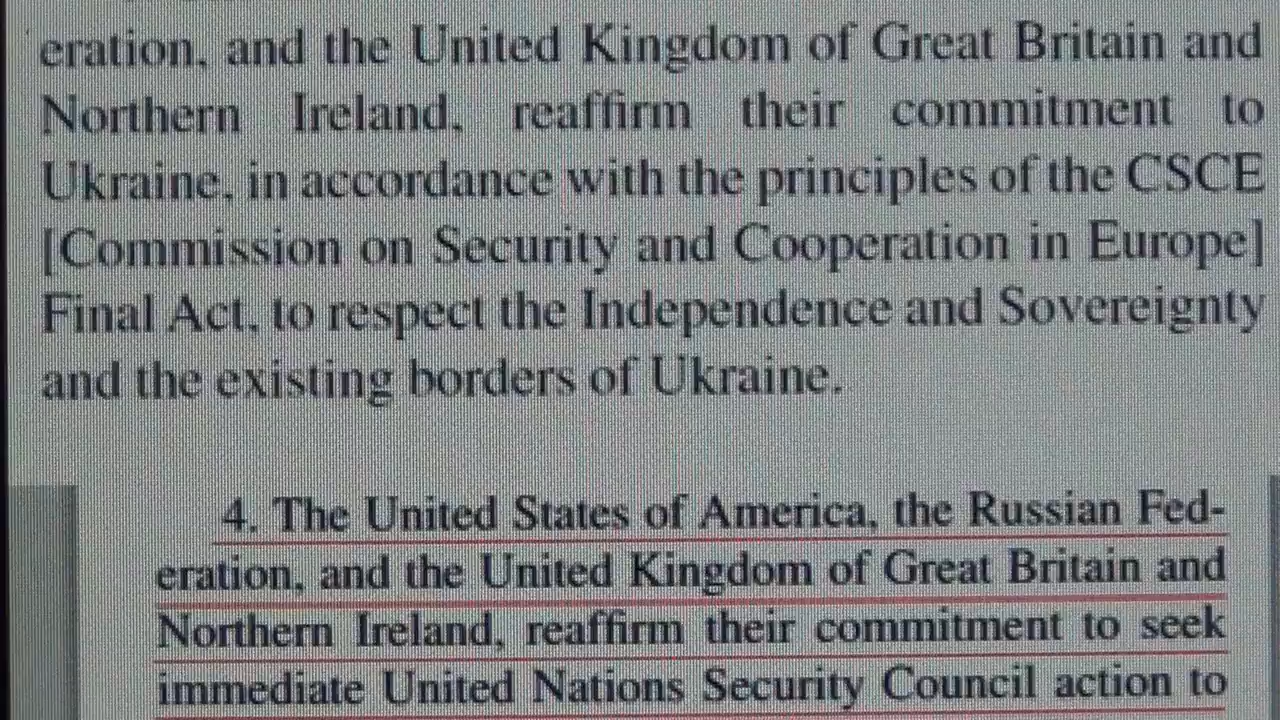 eration, and the United Kingdom of Great Britain and
Northern Ireland, reaffirm their commitment to
Ukraine, in accordance with the principles of the CSCE
[Commission on Security and Cooperation in Europe]
Final Act, to respect the Independence and Sovereignty
and the existing borders of Ukraine.
4. The United States of America, the Russian Fed-
eration, and the United Kingdom of Great Britain and
Northern Ireland, reaffirm their commitment to seek
immediate United Nations Security Council action to